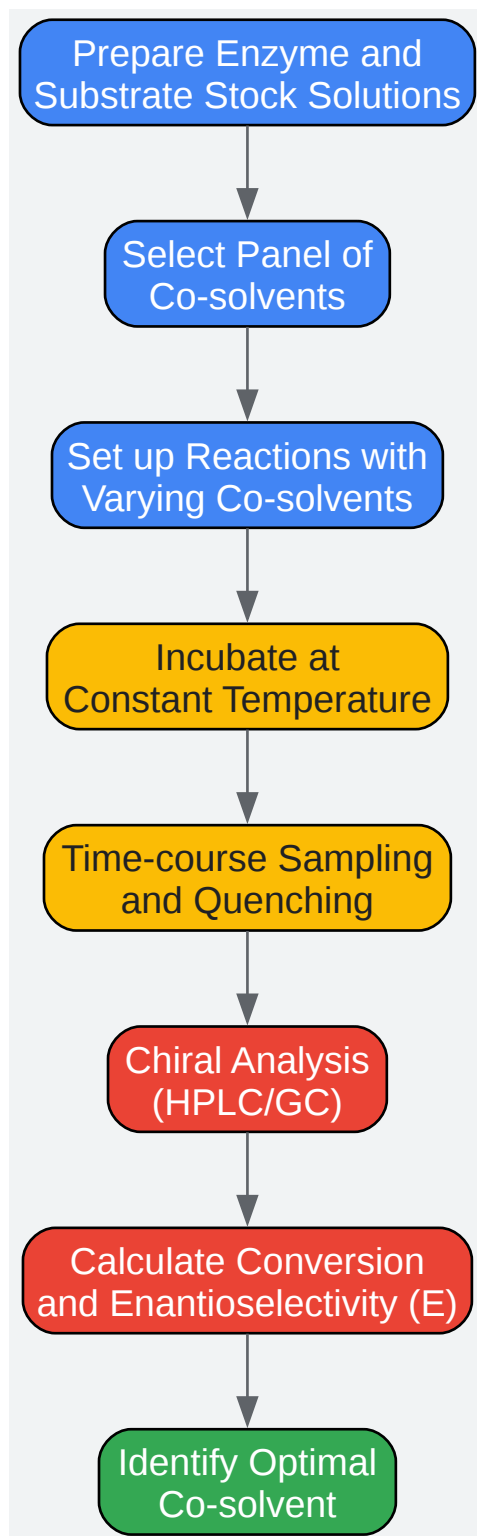 Prepare Enzyme and
Substrate Stock Solutions
Select Panel of
Co-solvents
Set up Reactions with
Varying Co-solvents
Incubate at
Constant Temperature
Time-course Sampling
and Quenching
Chiral Analysis
(HPLC/GC)
Calculate Conversion
and Enantioselectivity (E)
Identify Optimal
Co-solvent